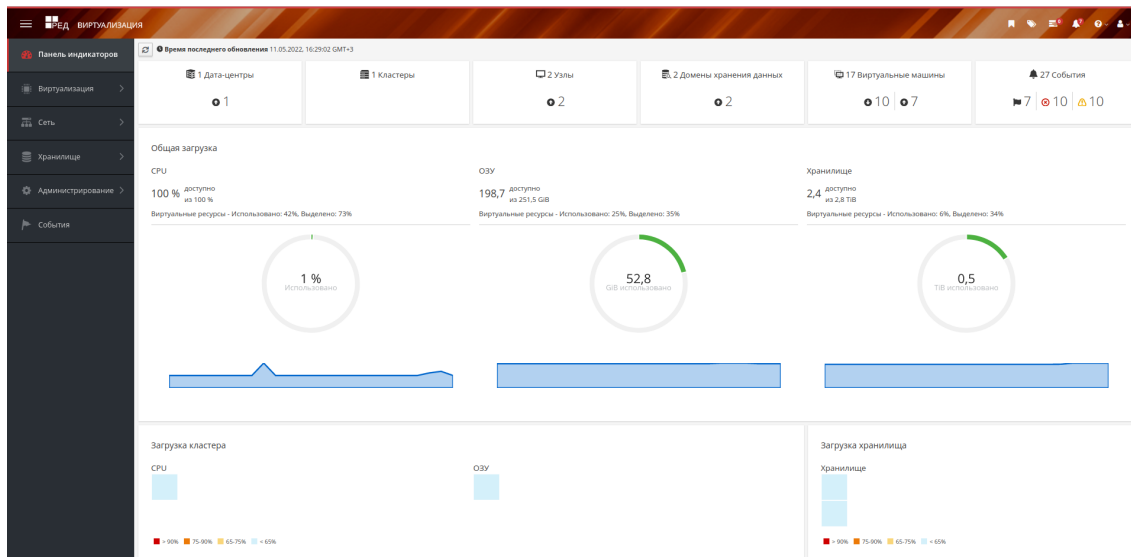 РЕД ВИРТУАЛИЗАЦИЯ
Панель индикаторов
Виртуализация
Сеть
Хранилище
Администрирование
События
Время последнего обновления 11.05.2022, 16:29:02 GMT+3
1 Дата-центры
1
1 Кластеры
2 Узлы
2
2 Домены хранения данных
2
17 Виртуальные машины
10 7
27 События
7 10 10
Общая загрузка
CPU
100 % доступно
из 100 %
Виртуальные ресурсы - Использовано: 42%, Выделено: 73%
1 %
Использовано
ОЗУ
198,7 доступно
из 251,5 GiB
Виртуальные ресурсы - Использовано: 25%, Выделено: 35%
52,8
GiB использовано
Хранилище
2,4 доступно
из 2,8 TiB
Виртуальные ресурсы - Использовано: 6%, Выделено: 34%
0,5
TiB использовано
Загрузка кластера
CPU
ОЗУ
> 90% 75-90% 65-75% < 65%
Загрузка хранилища
Хранилище
> 90% 75-90% 65-75% < 65%